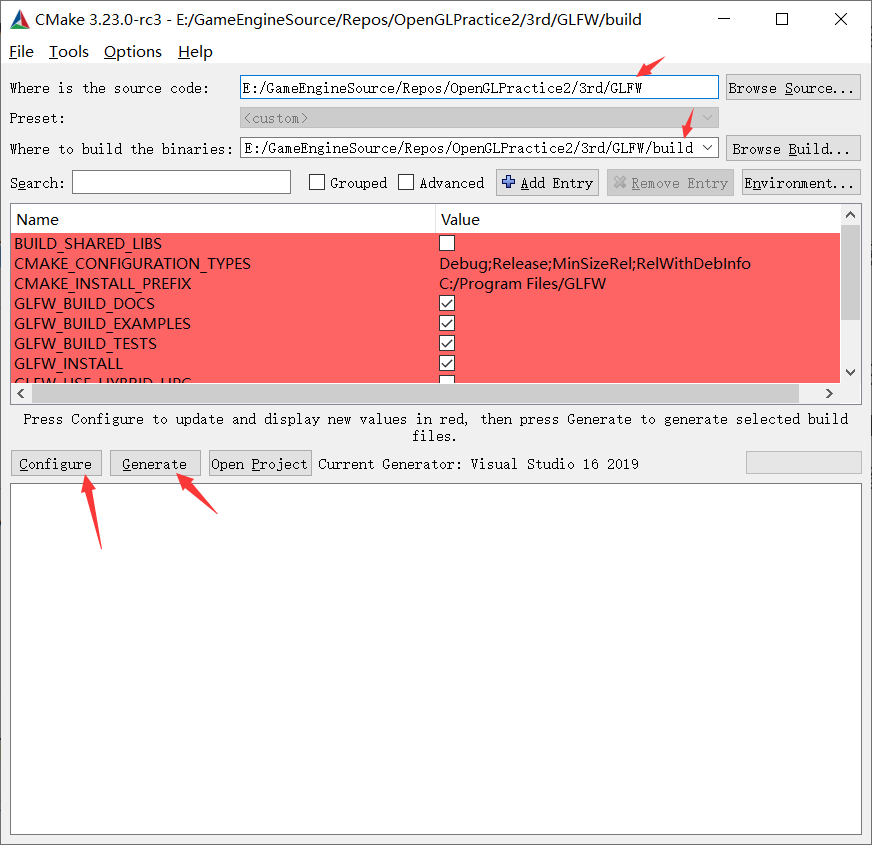 CMake 3.23.0-rc3 - E:/GameEngineSource/Repos/OpenGLPractice2/3rd/GLFW/build
File Tools Options Help
Where is the source code: E:/GameEngineSource/Repos/OpenGLPractice2/3rd/GLFW Browse Source...
Preset: <custom>
Where to build the binaries: E:/GameEngineSource/Repos/OpenGLPractice2/3rd/GLFW/build Browse Build...
Search: Grouped Advanced Add Entry Remove Entry Environment...
Name Value
BUILD_SHARED_LIBS
CMAKE_CONFIGURATION_TYPES Debug;Release;MinSizeRel;RelWithDebInfo
CMAKE_INSTALL_PREFIX C:/Program Files/GLFW
GLFW_BUILD_DOCS
GLFW_BUILD_EXAMPLES
GLFW_BUILD_TESTS
GLFW_INSTALL
Press Configure to update and display new values in red, then press Generate to generate selected build
files.
Configure Generate Open Project Current Generator: Visual Studio 16 2019